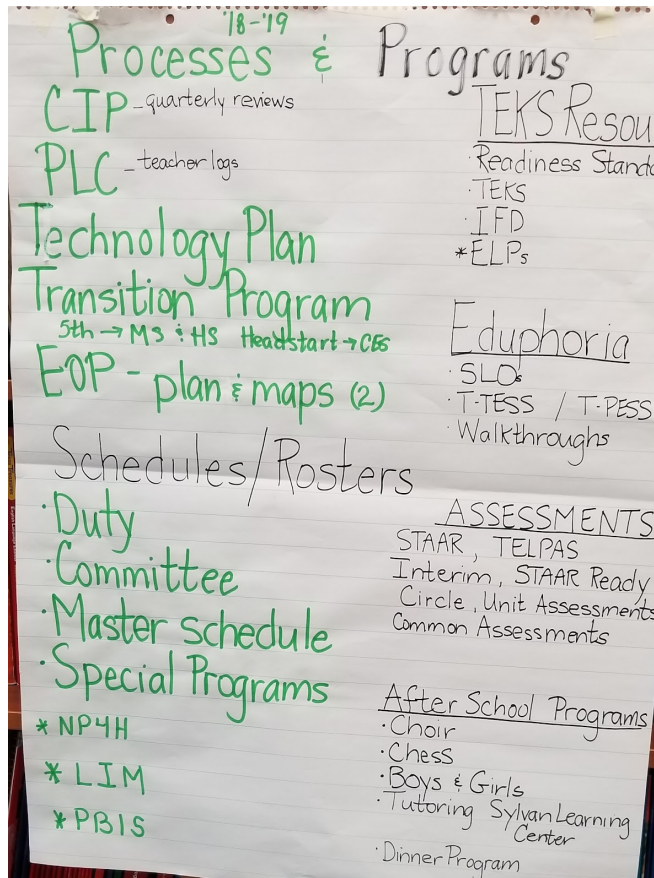 '18-'19
Processes & Programs
CIP - quarterly reviews
PLC - teacher logs
Technology Plan
Transition Program
5th → MS & HS Headstart → CES
EOP - plan & maps (2)
Schedules/Rosters
· Duty
· Committee
· Master schedule
· Special Programs
* NP4H
* LIM
* PBIS
TEKS Resou
· Readiness Standa
· TEKS
· IFD
* ELPs
Eduphoria
· SLOs
· T-TESS / T-PESS
· Walkthroughs
ASSESSMENTS
STAAR, TELPAS
Interim, STAAR Ready
Circle, Unit Assessments
Common Assessments
After School Programs
· Choir
· Chess
· Boys & Girls
· Tutoring Sylvan Learning
Center
· Dinner Program